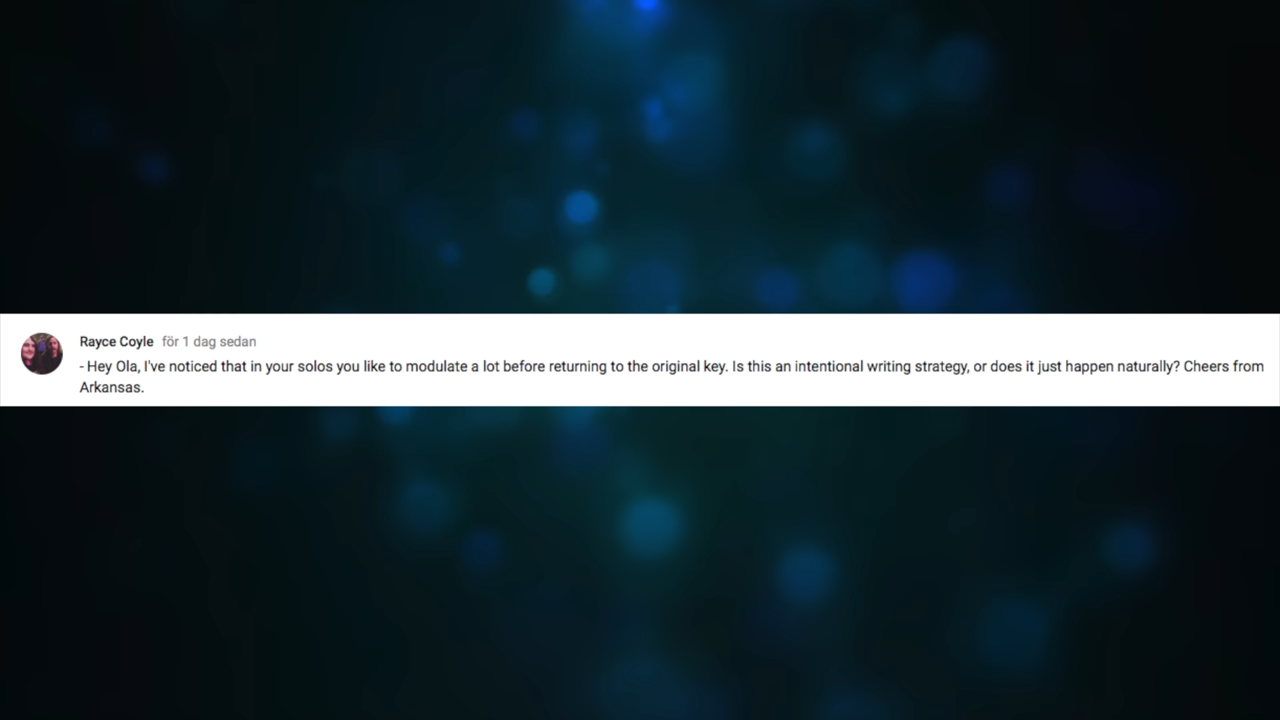 Rayce Coyle för 1 dag sedan
- Hey Ola, I've noticed that in your solos you like to modulate a lot before returning to the original key. Is this an intentional writing strategy, or does it just happen naturally? Cheers from
Arkansas.